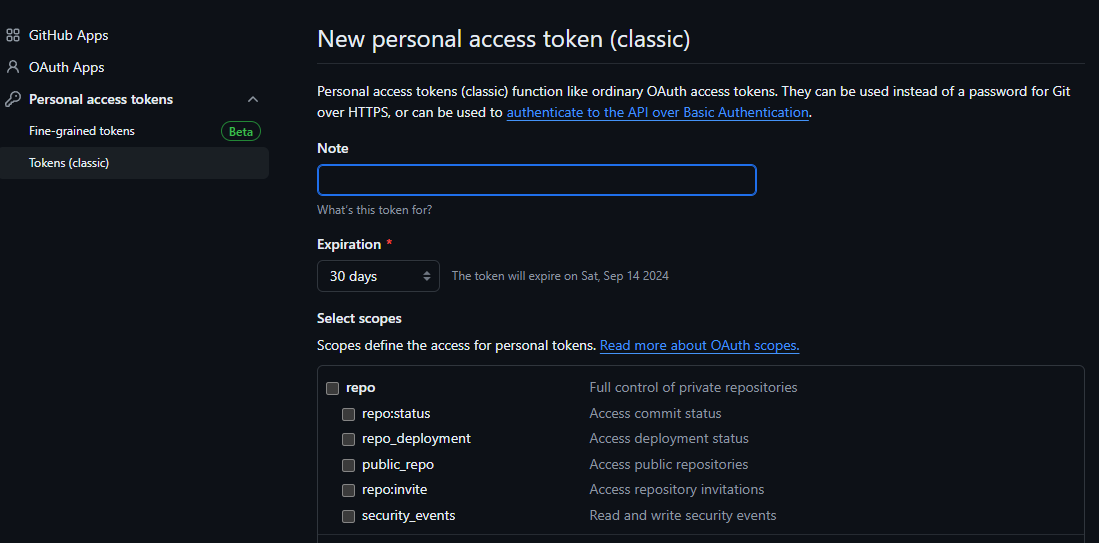 GitHub Apps
OAuth Apps
Personal access tokens
Fine-grained tokens Beta
Tokens (classic)
New personal access token (classic)
Personal access tokens (classic) function like ordinary OAuth access tokens. They can be used instead of a password for Git
over HTTPS, or can be used to authenticate to the API over Basic Authentication.
Note
What's this token for?
Expiration *
30 days The token will expire on Sat, Sep 14 2024
Select scopes
Scopes define the access for personal tokens. Read more about OAuth scopes.
repo Full control of private repositories
repo:status Access commit status
repo_deployment Access deployment status
public_repo Access public repositories
repo:invite Access repository invitations
security_events Read and write security events